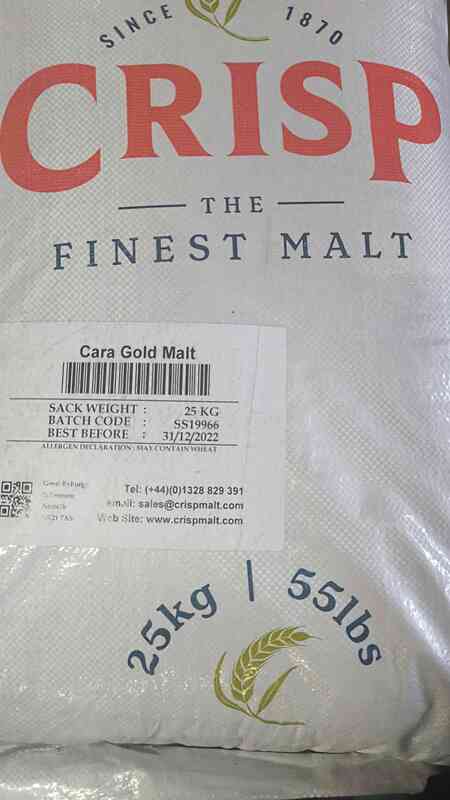 SINCE 1870
CRISP
THE
FINEST MALT
Cara Gold Malt
SACK WEIGHT : 25 KG
BATCH CODE : SS19966
BEST BEFORE : 31/12/2022
ALLERGEN DECLARATION : MAY CONTAIN WHEAT
Great Ryburgh
Tel: (+44)(0)1328 829 391
email: sales@crispmalt.com
Web Site: www.crispmalt.com
25kg | 55lbs